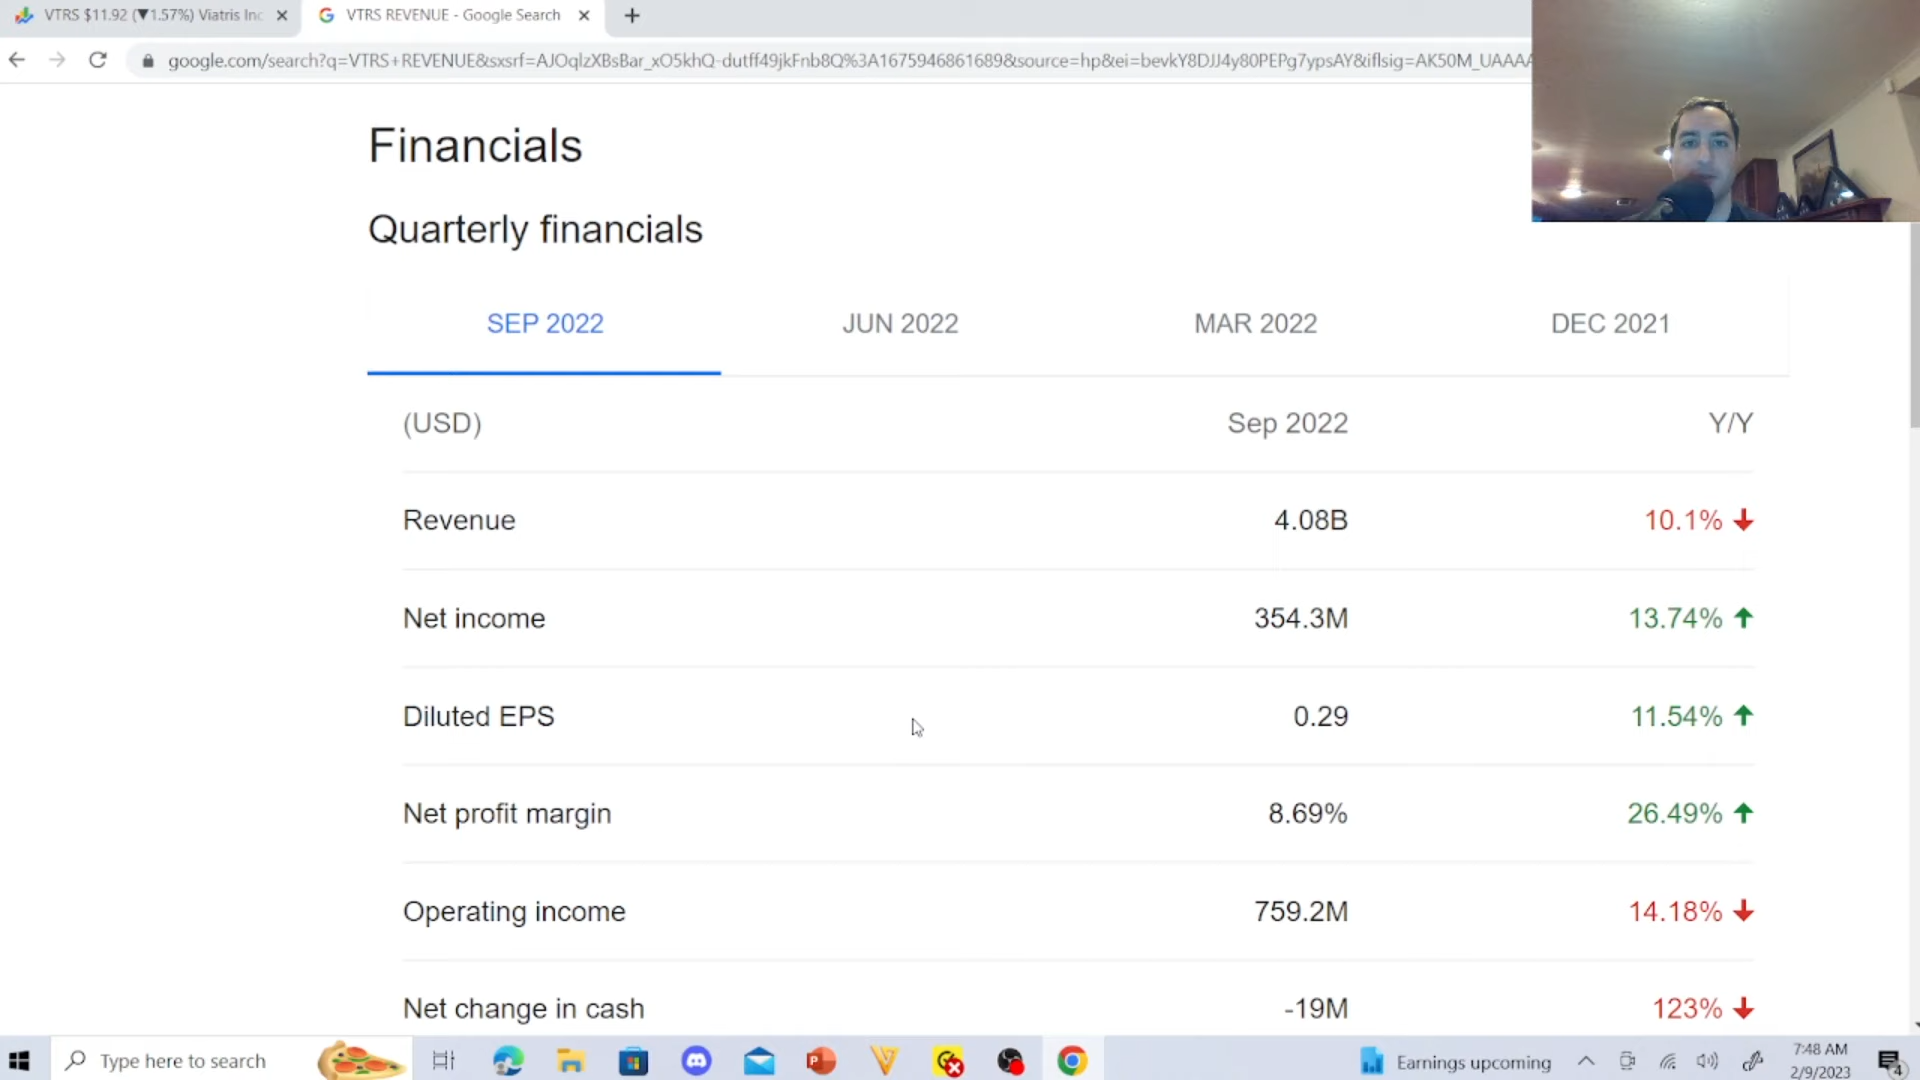 VTRS $11.92 (▼1.57%) Viatris Inc
VTRS REVENUE - Google Search
google.com/search?q=VTRS+REVENUE&sxsrf=AJOqlzXBsBar_xO5khQ-dutff49jkFnb8Q%3A1675946861689&source=hp&ei=bevkY8DJJ4y80PEPg7ypsAY&iflsig=AK50M_UAAAA
Financials
Quarterly financials
SEP 2022 JUN 2022 MAR 2022 DEC 2021
(USD) Sep 2022 Y/Y
Revenue 4.08B 10.1%
Net income 354.3M 13.74%
Diluted EPS 0.29 11.54%
Net profit margin 8.69% 26.49%
Operating income 759.2M 14.18%
Net change in cash -19M 123%
Type here to search
Earnings upcoming
7:48 AM
2/9/2023
4